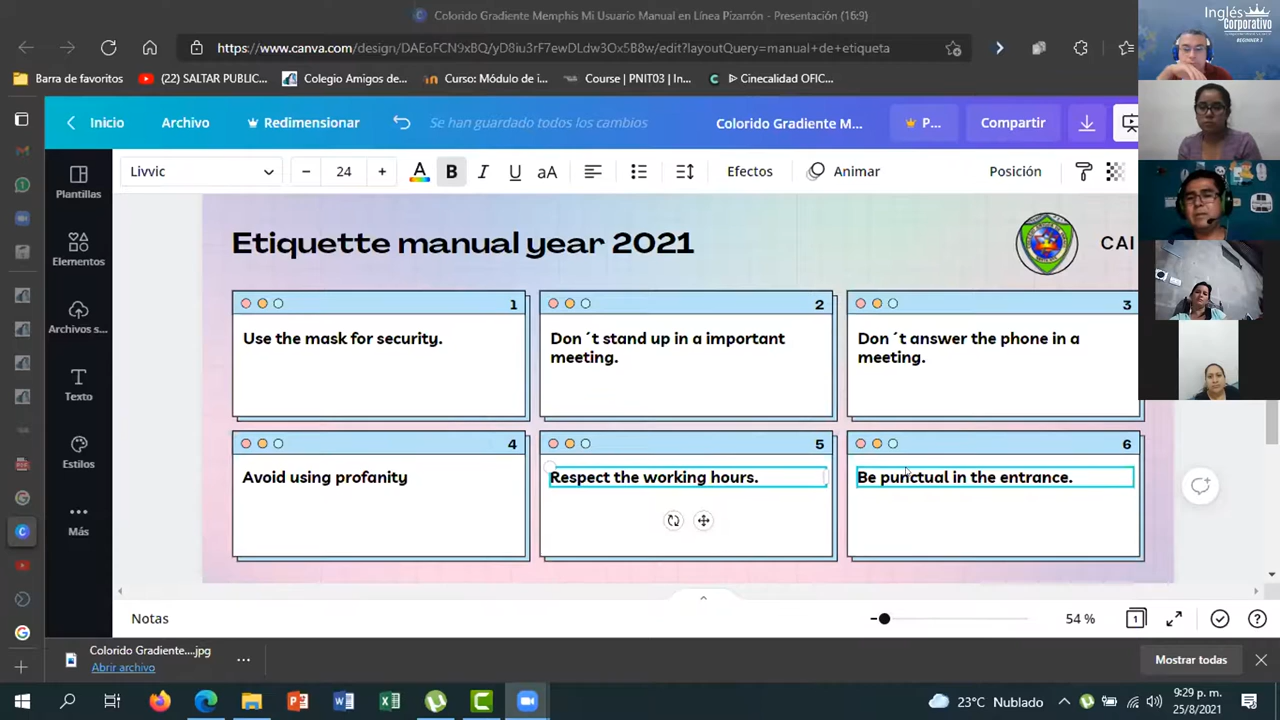 Colorido Gradiente Memphis Mi Usuario Manual en Línea Pizarrón - Presentación (16:9)
https://www.canva.com/design/DAEoFCN9xBQ/yD8iu3rF7ewDLdw3Ox5B8w/edit?layoutQuery=manual+de+etiqueta
Barra de favoritos
(22) SALTAR PUBLIC...
Colegio Amigos de...
Curso: Módulo de i...
Course | PNIT03 | In...
ᐅ Cinecalidad OFIC...
Inglés
Corporativo
BEGINNER 3
Inicio
Archivo
Redimensionar
Se han guardado todos los cambios
Colorido Gradiente M...
P...
Compartir
Livvic
24
B I U aA
Efectos
Animar
Posición
Plantillas
Elementos
Archivos s...
Texto
Estilos
Más
Etiquette manual year 2021
CAI
1
Use the mask for security.
2
Don´t stand up in a important
meeting.
3
Don´t answer the phone in a
meeting.
4
Avoid using profanity
5
Respect the working hours.
6
Be punctual in the entrance.
Notas
54 %
1
Colorido Gradiente....jpg
Abrir archivo
Mostrar todas
23°C Nublado
9:29 p. m.
25/8/2021